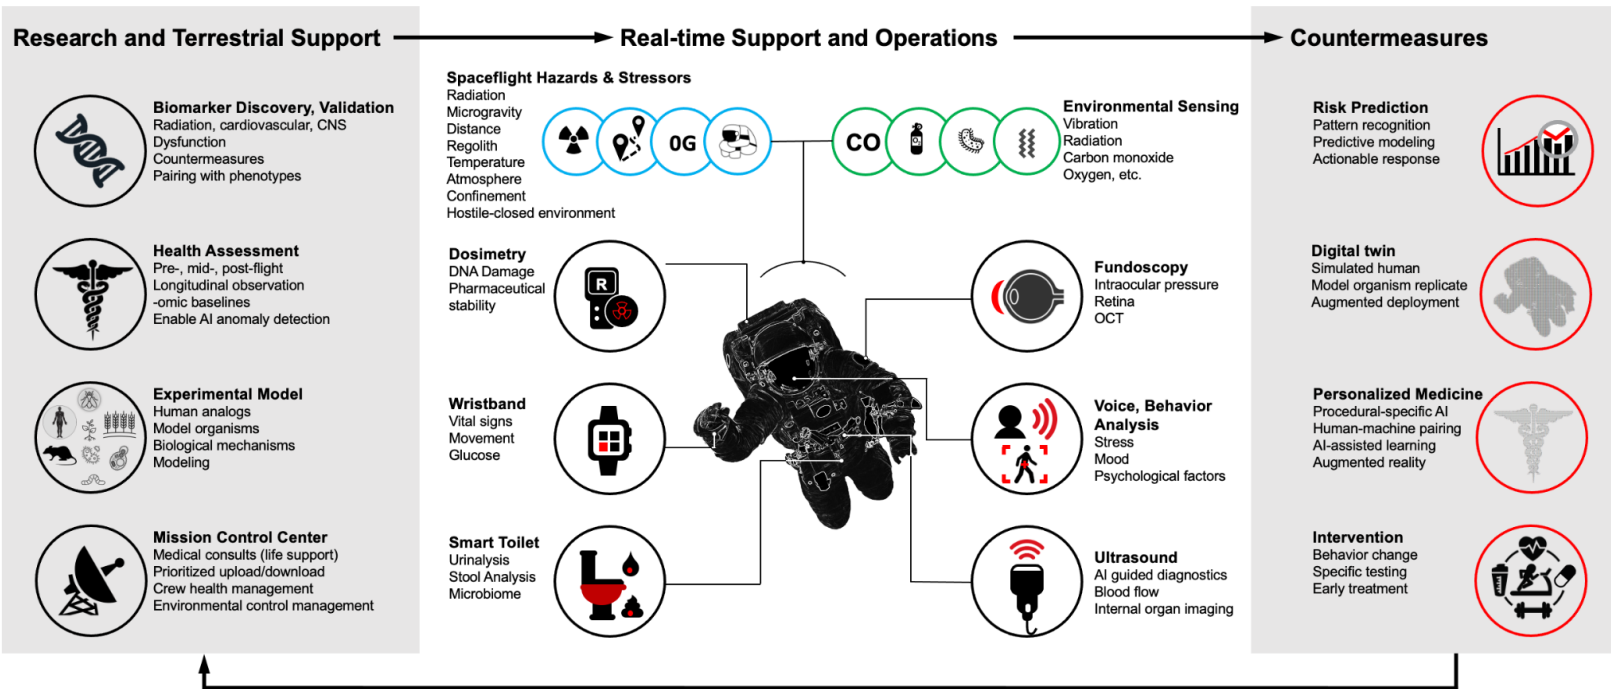 Research and Terrestrial Support
Real-time Support and Operations
Countermeasures
Biomarker Discovery, Validation
Radiation, cardiovascular, CNS
Dysfunction
Countermeasures
Pairing with phenotypes
Health Assessment
Pre-, mid-, post-flight
Longitudinal observation
-omic baselines
Enable AI anomaly detection
Experimental Model
Human analogs
Model organisms
Biological mechanisms
Modeling
Mission Control Center
Medical consults (life support)
Prioritized upload/download
Crew health management
Environmental control management
Spaceflight Hazards & Stressors
Radiation
Microgravity
Distance
Regolith
Temperature
Atmosphere
Confinement
Hostile-closed environment
0G
CO
O₂
Environmental Sensing
Vibration
Radiation
Carbon monoxide
Oxygen, etc.
Dosimetry
DNA Damage
Pharmaceutical
stability
R
Wristband
Vital signs
Movement
Glucose
Smart Toilet
Urinalysis
Stool Analysis
Microbiome
Fundoscopy
Intraocular pressure
Retina
OCT
Voice, Behavior
Analysis
Stress
Mood
Psychological factors
Ultrasound
AI guided diagnostics
Blood flow
Internal organ imaging
Risk Prediction
Pattern recognition
Predictive modeling
Actionable response
Digital twin
Simulated human
Model organism replicate
Augmented deployment
Personalized Medicine
Procedural-specific AI
Human-machine pairing
AI-assisted learning
Augmented reality
Intervention
Behavior change
Specific testing
Early treatment